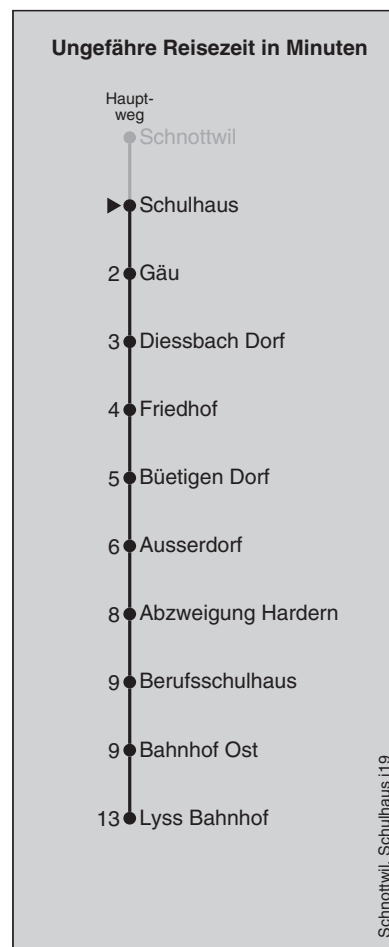 Ungefähre Reisezeit in Minuten
Haupt-
weg
Schnottwil
Schulhaus
2 Gäu
3 Diessbach Dorf
4 Friedhof
5 Büetigen Dorf
6 Ausserdorf
8 Abzweigung Hardern
9 Berufsschulhaus
9 Bahnhof Ost
13 Lyss Bahnhof
Schnottwil, Schulhaus j19